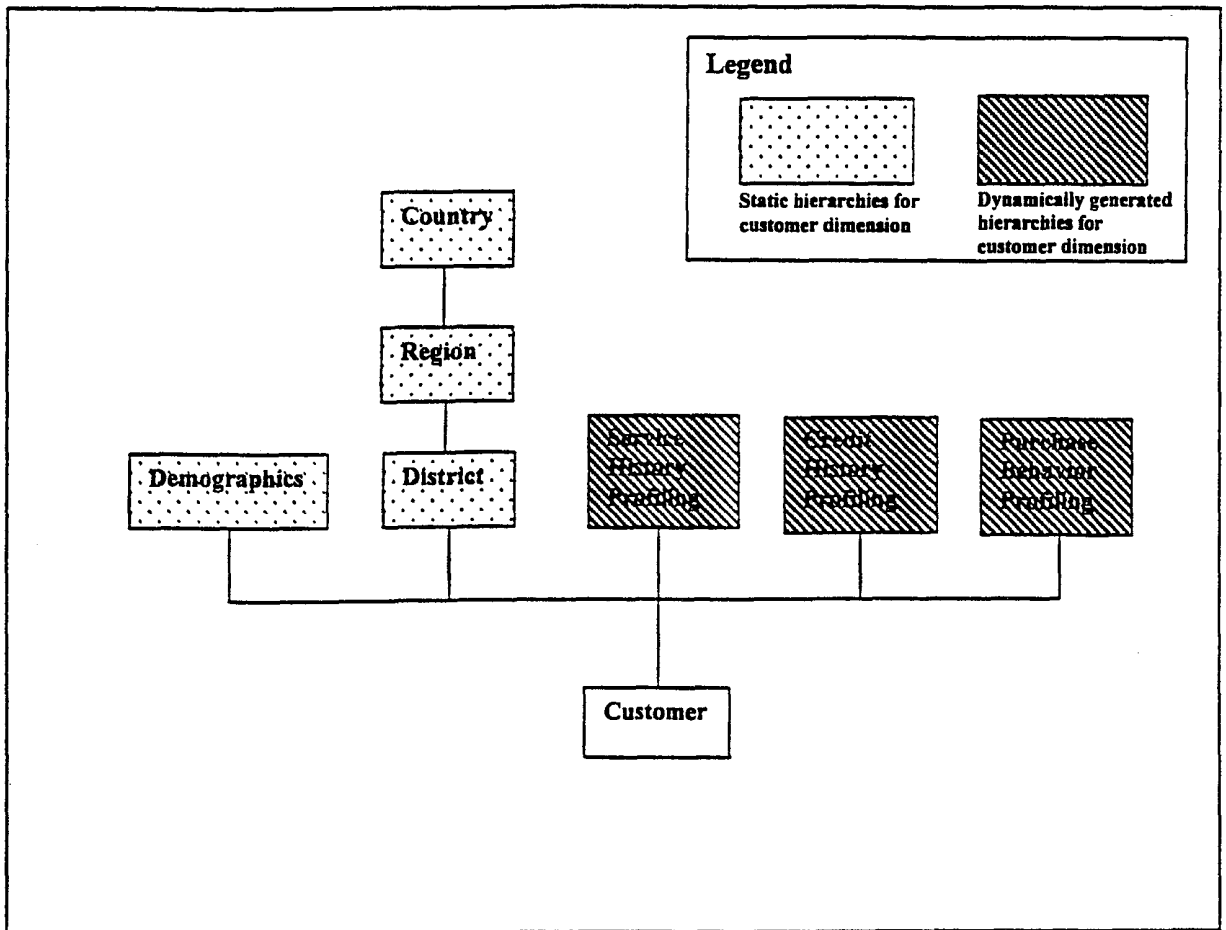 Legend
Static hierarchies for
customer dimension
Dynamically generated
hierarchies for
customer dimension
Country
Region
Demographics
District
Service
History
Profiling
Credit
History
Profiling
Purchase
Behavior
Profiling
Customer